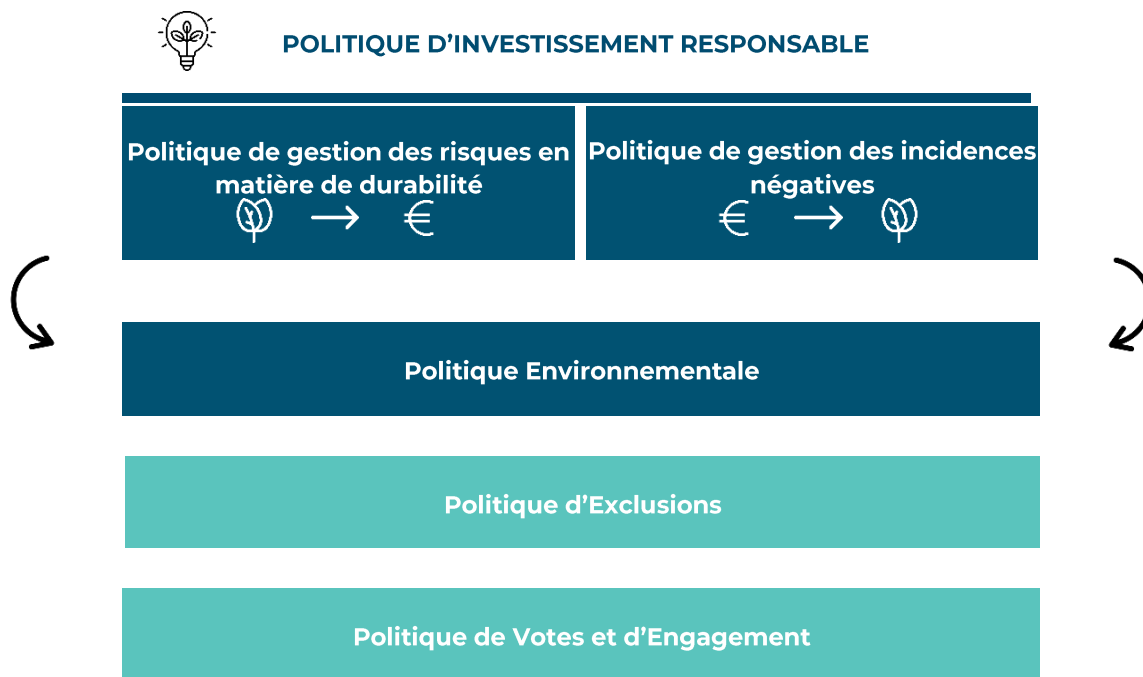 POLITIQUE D’INVESTISSEMENT RESPONSABLE
Politique de gestion des risques en
matière de durabilité
€
Politique de gestion des incidences
négatives
€
Politique Environnementale
Politique d’Exclusions
Politique de Votes et d’Engagement